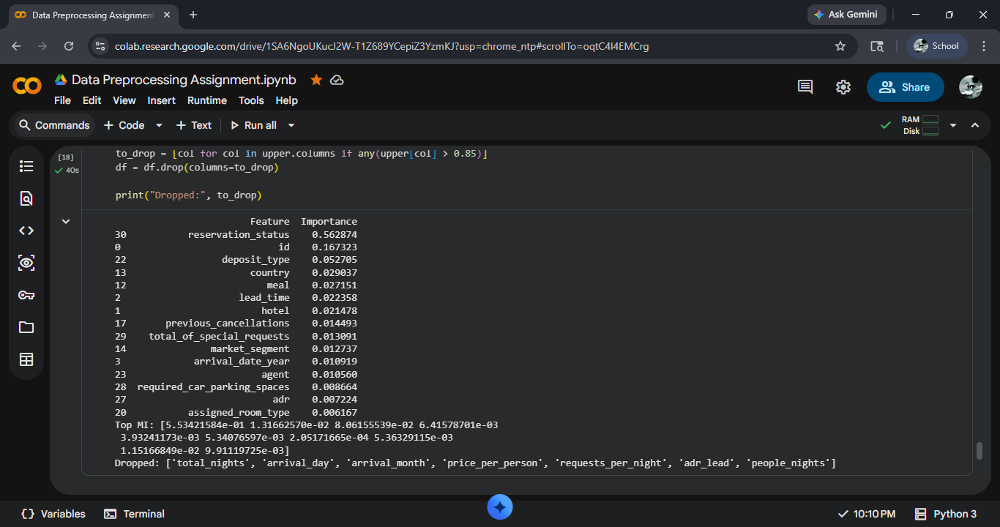 Data Preprocessing Assignment
Ask Gemini
colab.research.google.com/drive/1SA6NgoUKucJ2W-T1Z689YCepiZ3YzmKJ?usp=chrome_ntp#scrollTo=oqtC4I4EMCrg
School
Data Preprocessing Assignment.ipynb
File Edit View Insert Runtime Tools Help
Share
Commands + Code + Text Run all
RAM
Disk
[18]
40s
to_drop = [col for col in upper.columns if any(upper[col] > 0.85)]
df = df.drop(columns=to_drop)
print("Dropped:", to_drop)
Feature Importance
30 reservation_status 0.562874
0 id 0.167323
22 deposit_type 0.052705
13 country 0.029037
12 meal 0.027151
2 lead_time 0.022358
1 hotel 0.021478
17 previous_cancellations 0.014493
29 total_of_special_requests 0.013091
14 market_segment 0.012737
3 arrival_date_year 0.010919
23 agent 0.010560
28 required_car_parking_spaces 0.008664
27 adr 0.007224
20 assigned_room_type 0.006167
Top MI: [5.53421584e-01 1.31662570e-02 8.06155539e-02 6.41578701e-03
3.93241173e-03 5.34076597e-03 2.05171665e-04 5.36329115e-03
1.15166849e-02 9.91119725e-03]
Dropped: ['total_nights', 'arrival_day', 'arrival_month', 'price_per_person', 'requests_per_night', 'adr_lead', 'people_nights']
{} Variables Terminal
10:10 PM Python 3